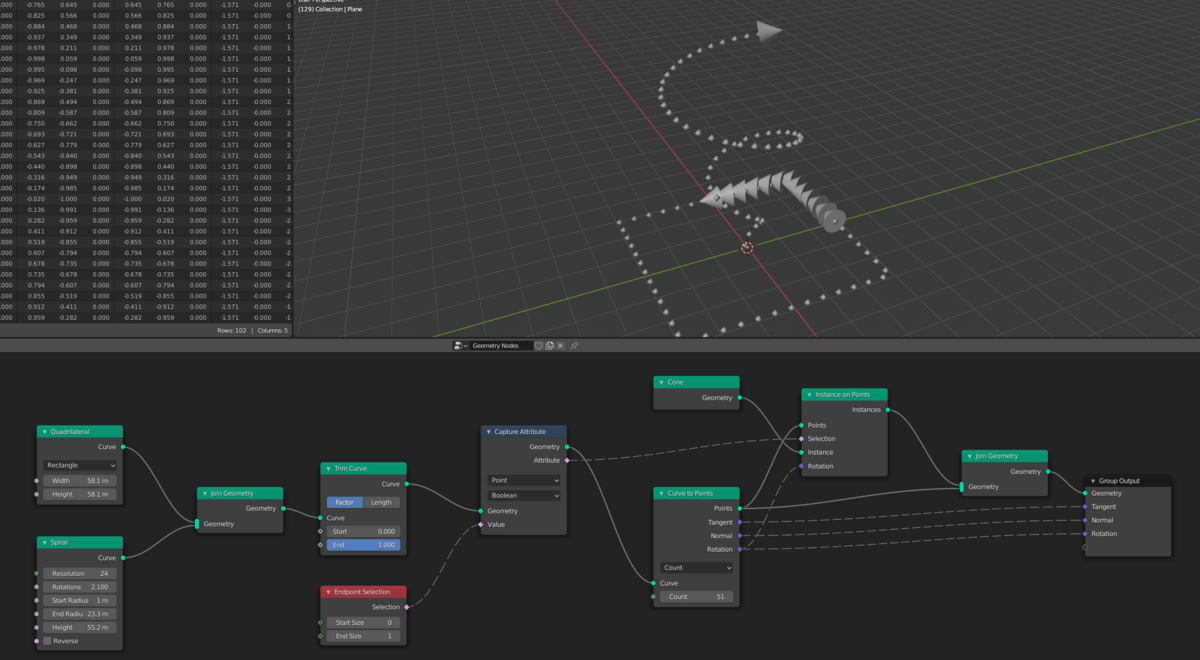 (129) Collection | Plane
-0.765 0.645 0.000 0.645 0.765 0.000 -1.571 -0.000 1.
-0.825 0.566 0.000 0.566 0.825 0.000 -1.571 -0.000 1.
-0.884 0.468 0.000 0.468 0.884 0.000 -1.571 -0.000 1.
-0.937 0.349 0.000 0.349 0.937 0.000 -1.571 -0.000 1.
-0.978 0.211 0.000 0.211 0.978 0.000 -1.571 -0.000 1.
-0.998 0.059 0.000 0.059 0.998 0.000 -1.571 -0.000 1.
-0.995 -0.098 0.000 -0.098 0.995 0.000 -1.571 -0.000 1.
-0.969 -0.247 0.000 -0.247 0.969 0.000 -1.571 -0.000 1.
-0.925 -0.381 0.000 -0.381 0.925 0.000 -1.571 -0.000 1.
-0.869 -0.494 0.000 -0.494 0.869 0.000 -1.571 -0.000 2.
-0.809 -0.587 0.000 -0.587 0.809 0.000 -1.571 -0.000 2.
-0.750 -0.662 0.000 -0.662 0.750 0.000 -1.571 -0.000 2.
-0.693 -0.721 0.000 -0.721 0.693 0.000 -1.571 -0.000 2.
-0.627 -0.779 0.000 -0.779 0.627 0.000 -1.571 -0.000 2.
-0.543 -0.840 0.000 -0.840 0.543 0.000 -1.571 -0.000 2.
-0.440 -0.898 0.000 -0.898 0.440 0.000 -1.571 -0.000 2.
-0.316 -0.949 0.000 -0.949 0.316 0.000 -1.571 -0.000 2.
-0.174 -0.985 0.000 -0.985 0.174 0.000 -1.571 -0.000 2.
-0.020 -1.000 0.000 -1.000 0.020 0.000 -1.571 -0.000 3.
0.136 -0.991 0.000 -0.991 -0.136 0.000 -1.571 -0.000 -3.
0.282 -0.959 0.000 -0.959 -0.282 0.000 -1.571 -0.000 -2.
0.411 -0.912 0.000 -0.912 -0.411 0.000 -1.571 -0.000 -2.
0.519 -0.855 0.000 -0.855 -0.519 0.000 -1.571 -0.000 -2.
0.607 -0.794 0.000 -0.794 -0.607 0.000 -1.571 -0.000 -2.
0.678 -0.735 0.000 -0.735 -0.678 0.000 -1.571 -0.000 -2.
0.735 -0.678 0.000 -0.678 -0.735 0.000 -1.571 -0.000 -2.
0.794 -0.607 0.000 -0.607 -0.794 0.000 -1.571 -0.000 -2.
0.855 -0.519 0.000 -0.519 -0.855 0.000 -1.571 -0.000 -2.
0.912 -0.411 0.000 -0.411 -0.912 0.000 -1.571 -0.000 -1.
0.959 -0.282 0.000 -0.282 -0.959 0.000 -1.571 -0.000 -1.
Rows: 102 | Columns: 5
Geometry Nodes
Quadrilateral
Curve
Rectangle
Width 58.1 m
Height 58.1 m
Spiral
Curve
Resolution 24
Rotations 2.100
Start Radius 1 m
End Radiu 23.3 m
Height 55.2 m
Reverse
Join Geometry
Geometry
Geometry
Trim Curve
Curve
Factor Length
Curve
Start 0.000
End 1.000
Endpoint Selection
Selection
Start Size 0
End Size 1
Capture Attribute
Geometry
Attribute
Point
Boolean
Geometry
Value
Cone
Geometry
Curve to Points
Points
Tangent
Normal
Rotation
Count
Curve
Count 51
Instance on Points
Instances
Points
Selection
Instance
Rotation
Join Geometry
Geometry
Geometry
Group Output
Geometry
Tangent
Normal
Rotation